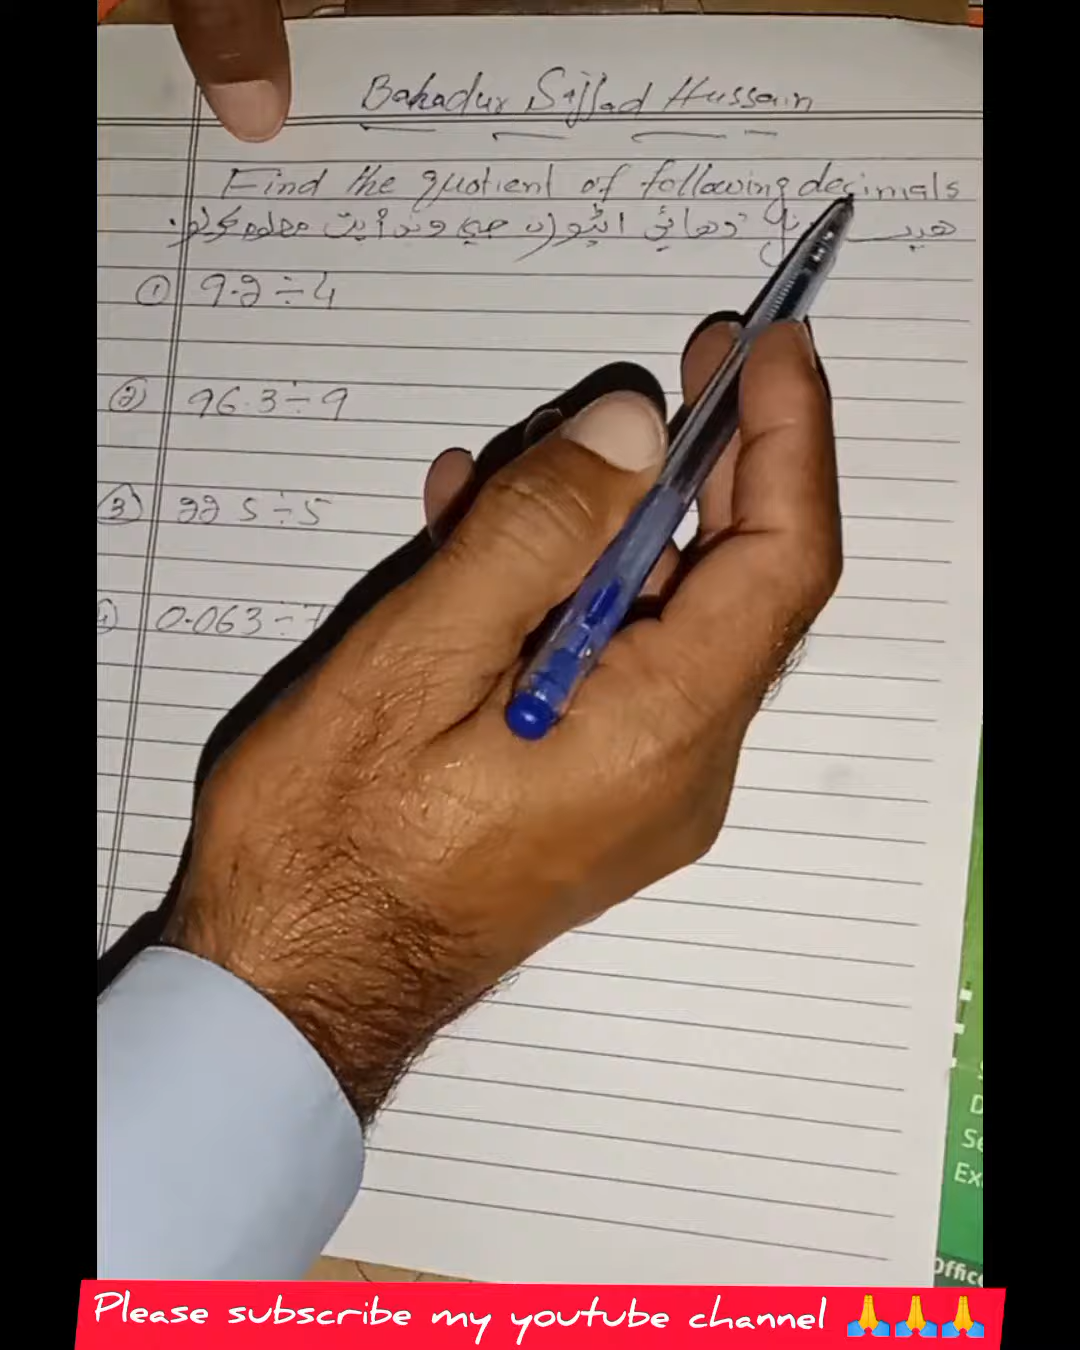 Bahadur Sajjad Hussain
Find the quotient of following decimals
① 9.2 ÷ 4
② 96.3 ÷ 9
③ 22 5 ÷ 5
0.063 ÷ 7
Please subscribe my youtube channel 🙏🙏🙏